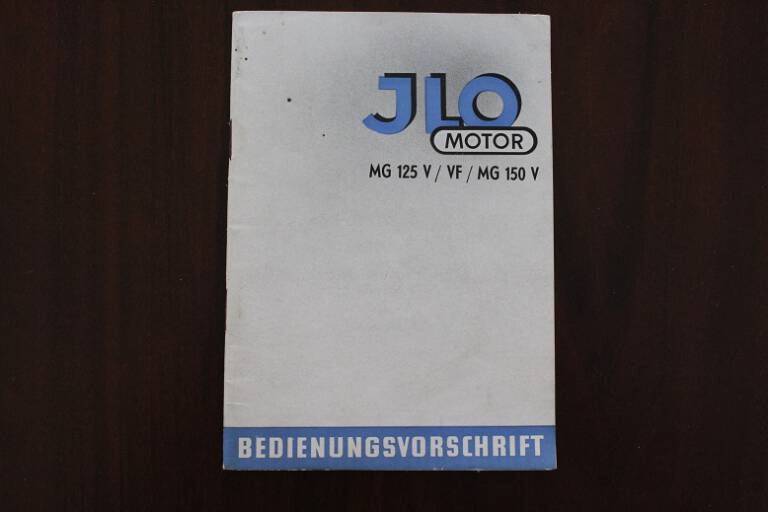 JLO
MOTOR
MG 125 V / VF / MG 150 V
BEDIENUNGSVORSCHRIFT